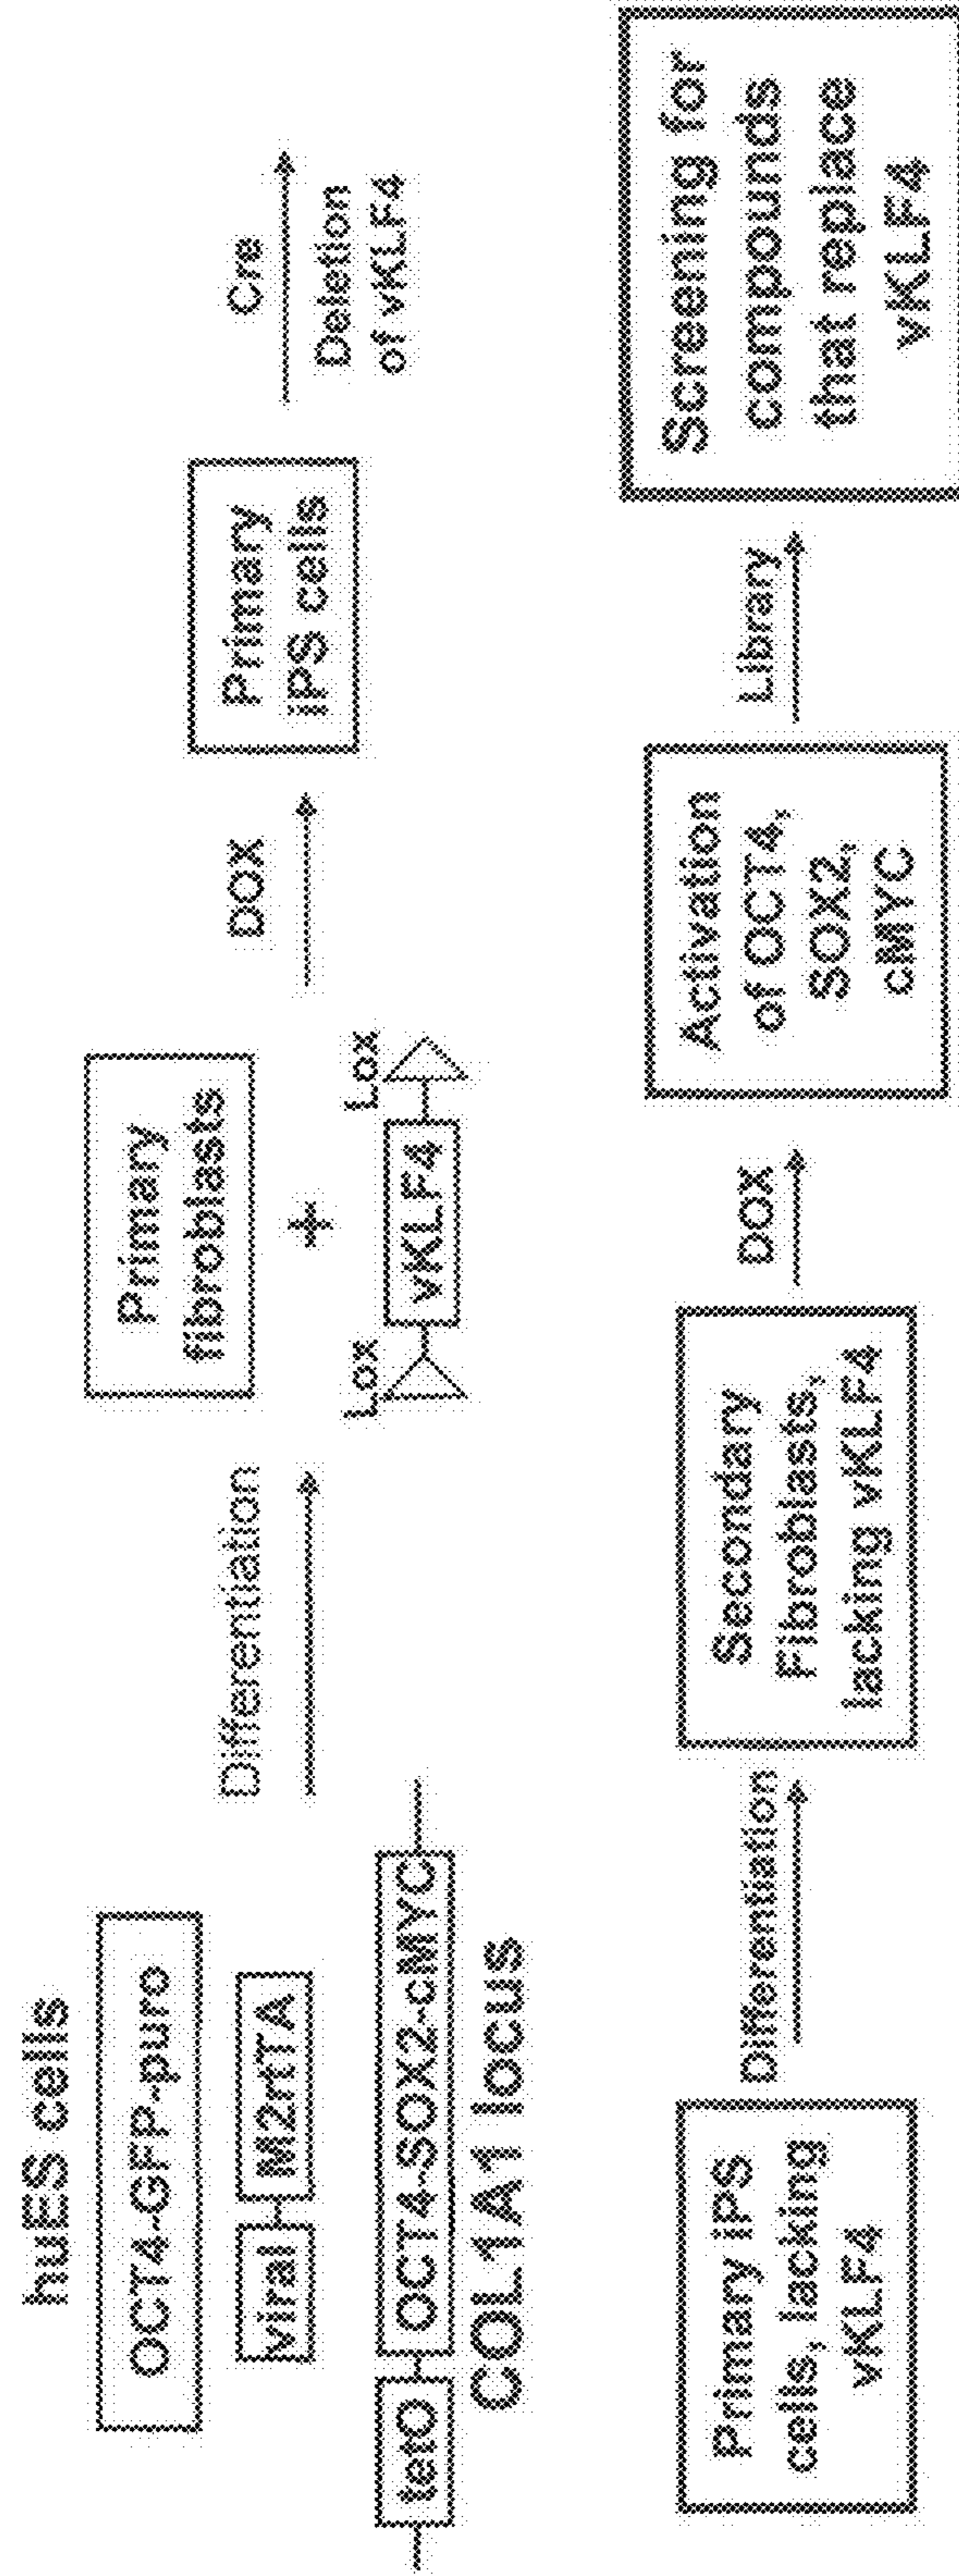 huES cells
OCT4-GFP-puro
viral
M2rtTA
tetO
OCT4-SOX2-cMYC
COL1A1 locus
Differentiation
Primary
fibroblasts
+
Lox
Lox
vKLF4
DOX
Primary
iPS cells
Cre
Deletion
of vKLF4
Primary iPS
cells, lacking
vKLF4
Differentiation
Secondary
Fibroblasts,
lacking vKLF4
DOX
Activation
of OCT4,
SOX2,
cMYC
Library
Screening for
compounds
that replace
vKLF4